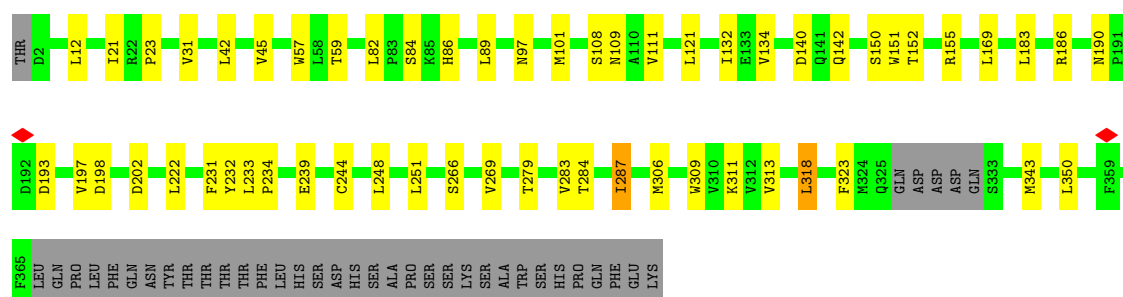 THR D2 L12 I21 R22 P23 V31 L42 V45 W57 L58 T59 L82 P83 S84 K85 H86 L89 N97 M101 S108 N109 A110 V111 L121 I132 E133 V134 D140 Q141 Q142 S150 W151 T152 R155 L169 L183 R186 N190 P191
D192 D193 V197 D198 D202 L222 F231 Y232 L233 P234 E239 C244 L248 L251 S266 V269 T279 V283 T284 I287 M306 W309 V310 K311 V312 V313 L318 F323 M324 Q325 GLN ASP ASP ASP GLN S333 M343 L350 F359
F365 LEU GLN PRO LEU PHE GLN ASN TYR THR THR THR THR PHE LEU HIS SER ASP HIS SER ALA PRO SER SER LYS SER ALA TRP SER HIS PRO GLN PHE GLU LYS